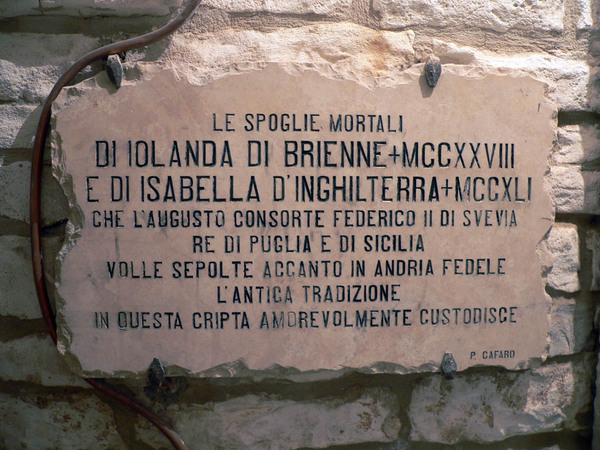 LE SPOGLIE MORTALI
DI IOLANDA DI BRIENNE+MCCXXVIII
E DI ISABELLA D'INGHILTERRA+MCCXLI
CHE L'AUGUSTO CONSORTE FEDERICO II DI SVEVIA
RE DI PUGLIA E DI SICILIA
VOLLE SEPOLTE ACCANTO IN ANDRIA FEDELE
L'ANTICA TRADIZIONE
IN QUESTA CRIPTA AMOREVOLMENTE CUSTODISCE
P. CAFARO